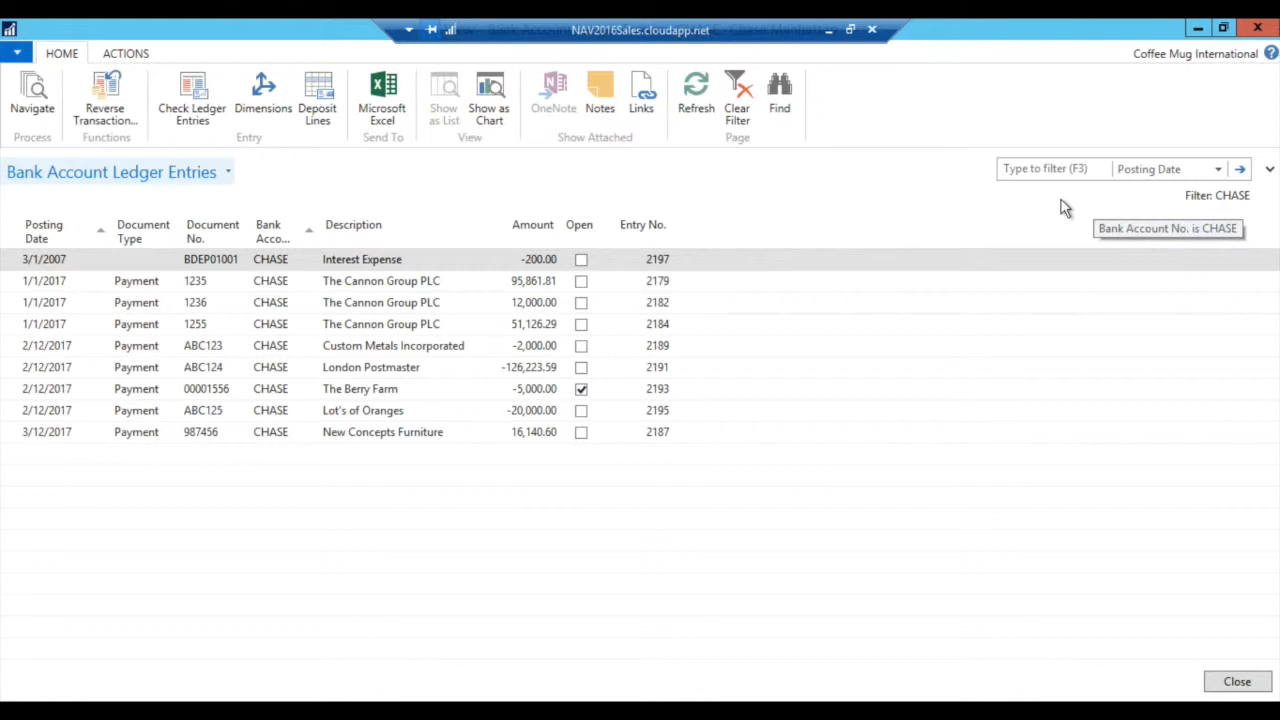 NAV2016Sales.cloudapp.net
HOME ACTIONS
Coffee Mug International
Navigate
Reverse Transaction...
Check Ledger Entries
Dimensions
Deposit Lines
Microsoft Excel
Show as List
Show as Chart
OneNote
Notes
Links
Refresh
Clear Filter
Find
Process Functions Entry Send To View Show Attached Page
Bank Account Ledger Entries
Type to filter (F3) Posting Date
Filter: CHASE
Bank Account No. is CHASE
Posting Date Document Type Document No. Bank Acco... Description Amount Open Entry No.
3/1/2007 BDEP01001 CHASE Interest Expense -200.00 2197
1/1/2017 Payment 1235 CHASE The Cannon Group PLC 95,861.81 2179
1/1/2017 Payment 1236 CHASE The Cannon Group PLC 12,000.00 2182
1/1/2017 Payment 1255 CHASE The Cannon Group PLC 51,126.29 2184
2/12/2017 Payment ABC123 CHASE Custom Metals Incorporated -2,000.00 2189
2/12/2017 Payment ABC124 CHASE London Postmaster -126,223.59 2191
2/12/2017 Payment 00001556 CHASE The Berry Farm -5,000.00 2193
2/12/2017 Payment ABC125 CHASE Lot's of Oranges -20,000.00 2195
3/12/2017 Payment 987456 CHASE New Concepts Furniture 16,140.60 2187
Close